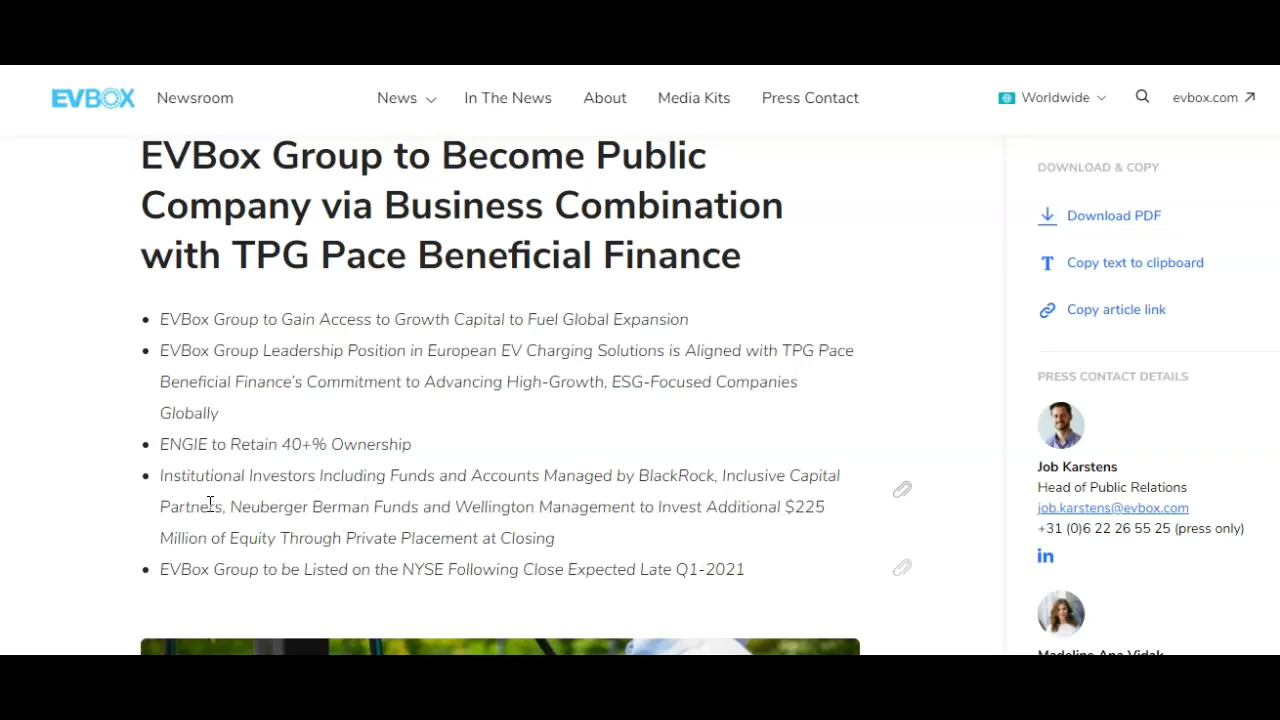 EVBOX Newsroom News In The News About Media Kits Press Contact Worldwide evbox.com
EVBox Group to Become Public
Company via Business Combination
with TPG Pace Beneficial Finance
EVBox Group to Gain Access to Growth Capital to Fuel Global Expansion
EVBox Group Leadership Position in European EV Charging Solutions is Aligned with TPG Pace
Beneficial Finance's Commitment to Advancing High-Growth, ESG-Focused Companies
Globally
ENGIE to Retain 40+% Ownership
Institutional Investors Including Funds and Accounts Managed by BlackRock, Inclusive Capital
Partners, Neuberger Berman Funds and Wellington Management to Invest Additional $225
Million of Equity Through Private Placement at Closing
EVBox Group to be Listed on the NYSE Following Close Expected Late Q1-2021
DOWNLOAD & COPY
Download PDF
Copy text to clipboard
Copy article link
PRESS CONTACT DETAILS
Job Karstens
Head of Public Relations
job.karstens@evbox.com
+31 (0)6 22 26 55 25 (press only)
in
Madeline Ana Vidak